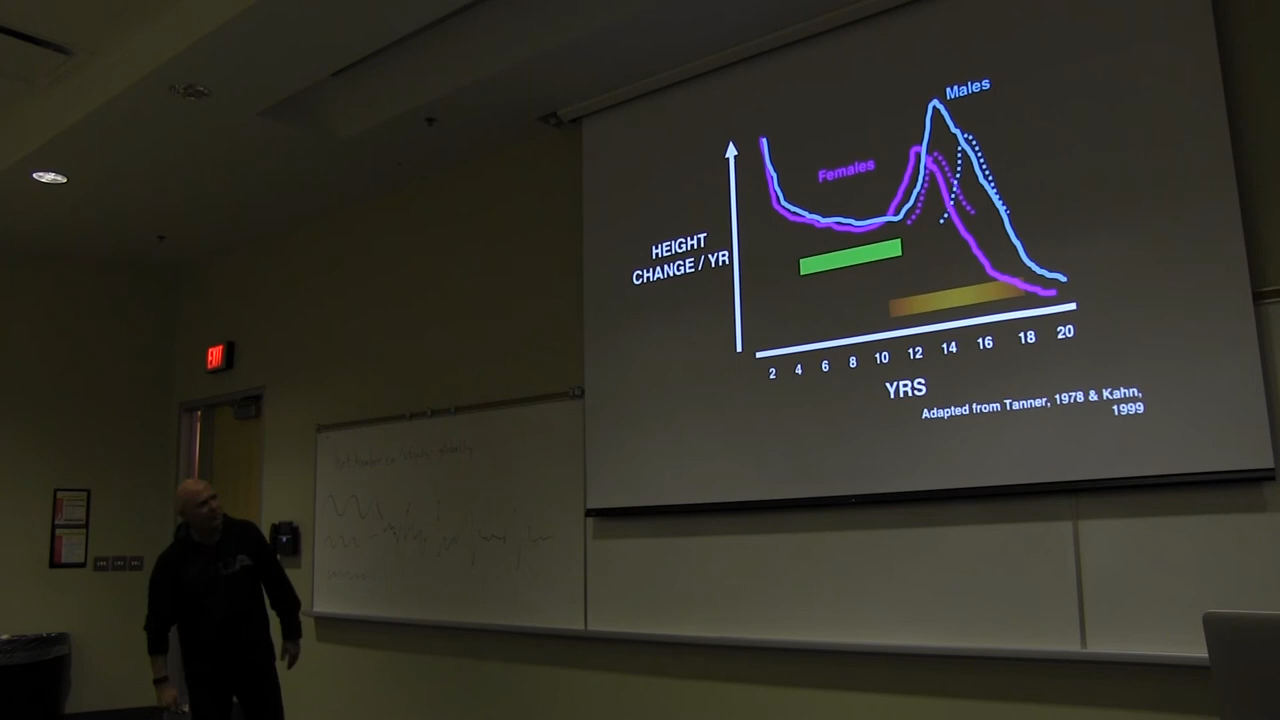 Males
Females
HEIGHT
CHANGE / YR
2 4 6 8 10 12 14 16 18 20
YRS
Adapted from Tanner, 1978 & Kahn,
1999
EXIT